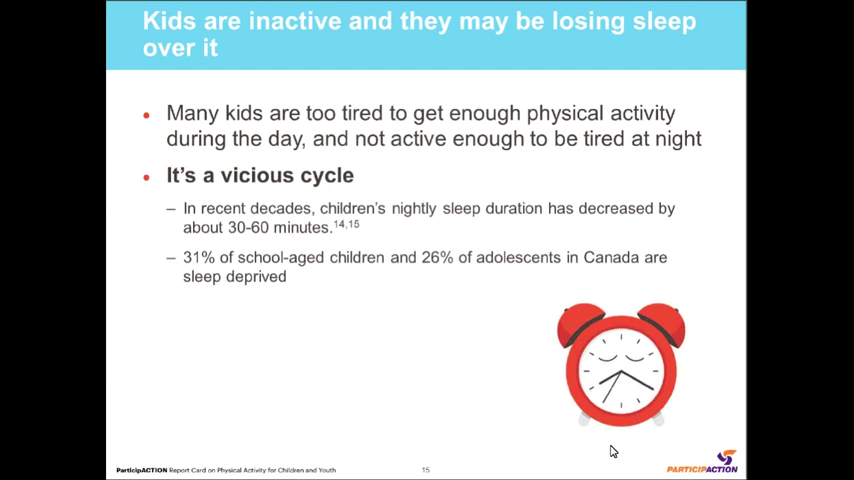 Kids are inactive and they may be losing sleep
over it
• Many kids are too tired to get enough physical activity
during the day, and not active enough to be tired at night
• It's a vicious cycle
– In recent decades, children's nightly sleep duration has decreased by
about 30-60 minutes.14,15
– 31% of school-aged children and 26% of adolescents in Canada are
sleep deprived
ParticipACTION Report Card on Physical Activity for Children and Youth
15
PARTICIPACTION